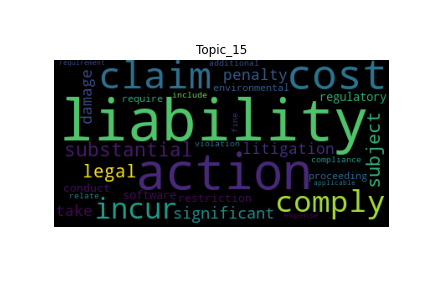 Topic_15
requirement additional
claim cost
damage penalty
environmental
require include regulatory
liability
fine
violation
substantial litigation subject
compliance
legal action proceeding
applicable
conduct software restriction
relate
take incur significant comply
expense